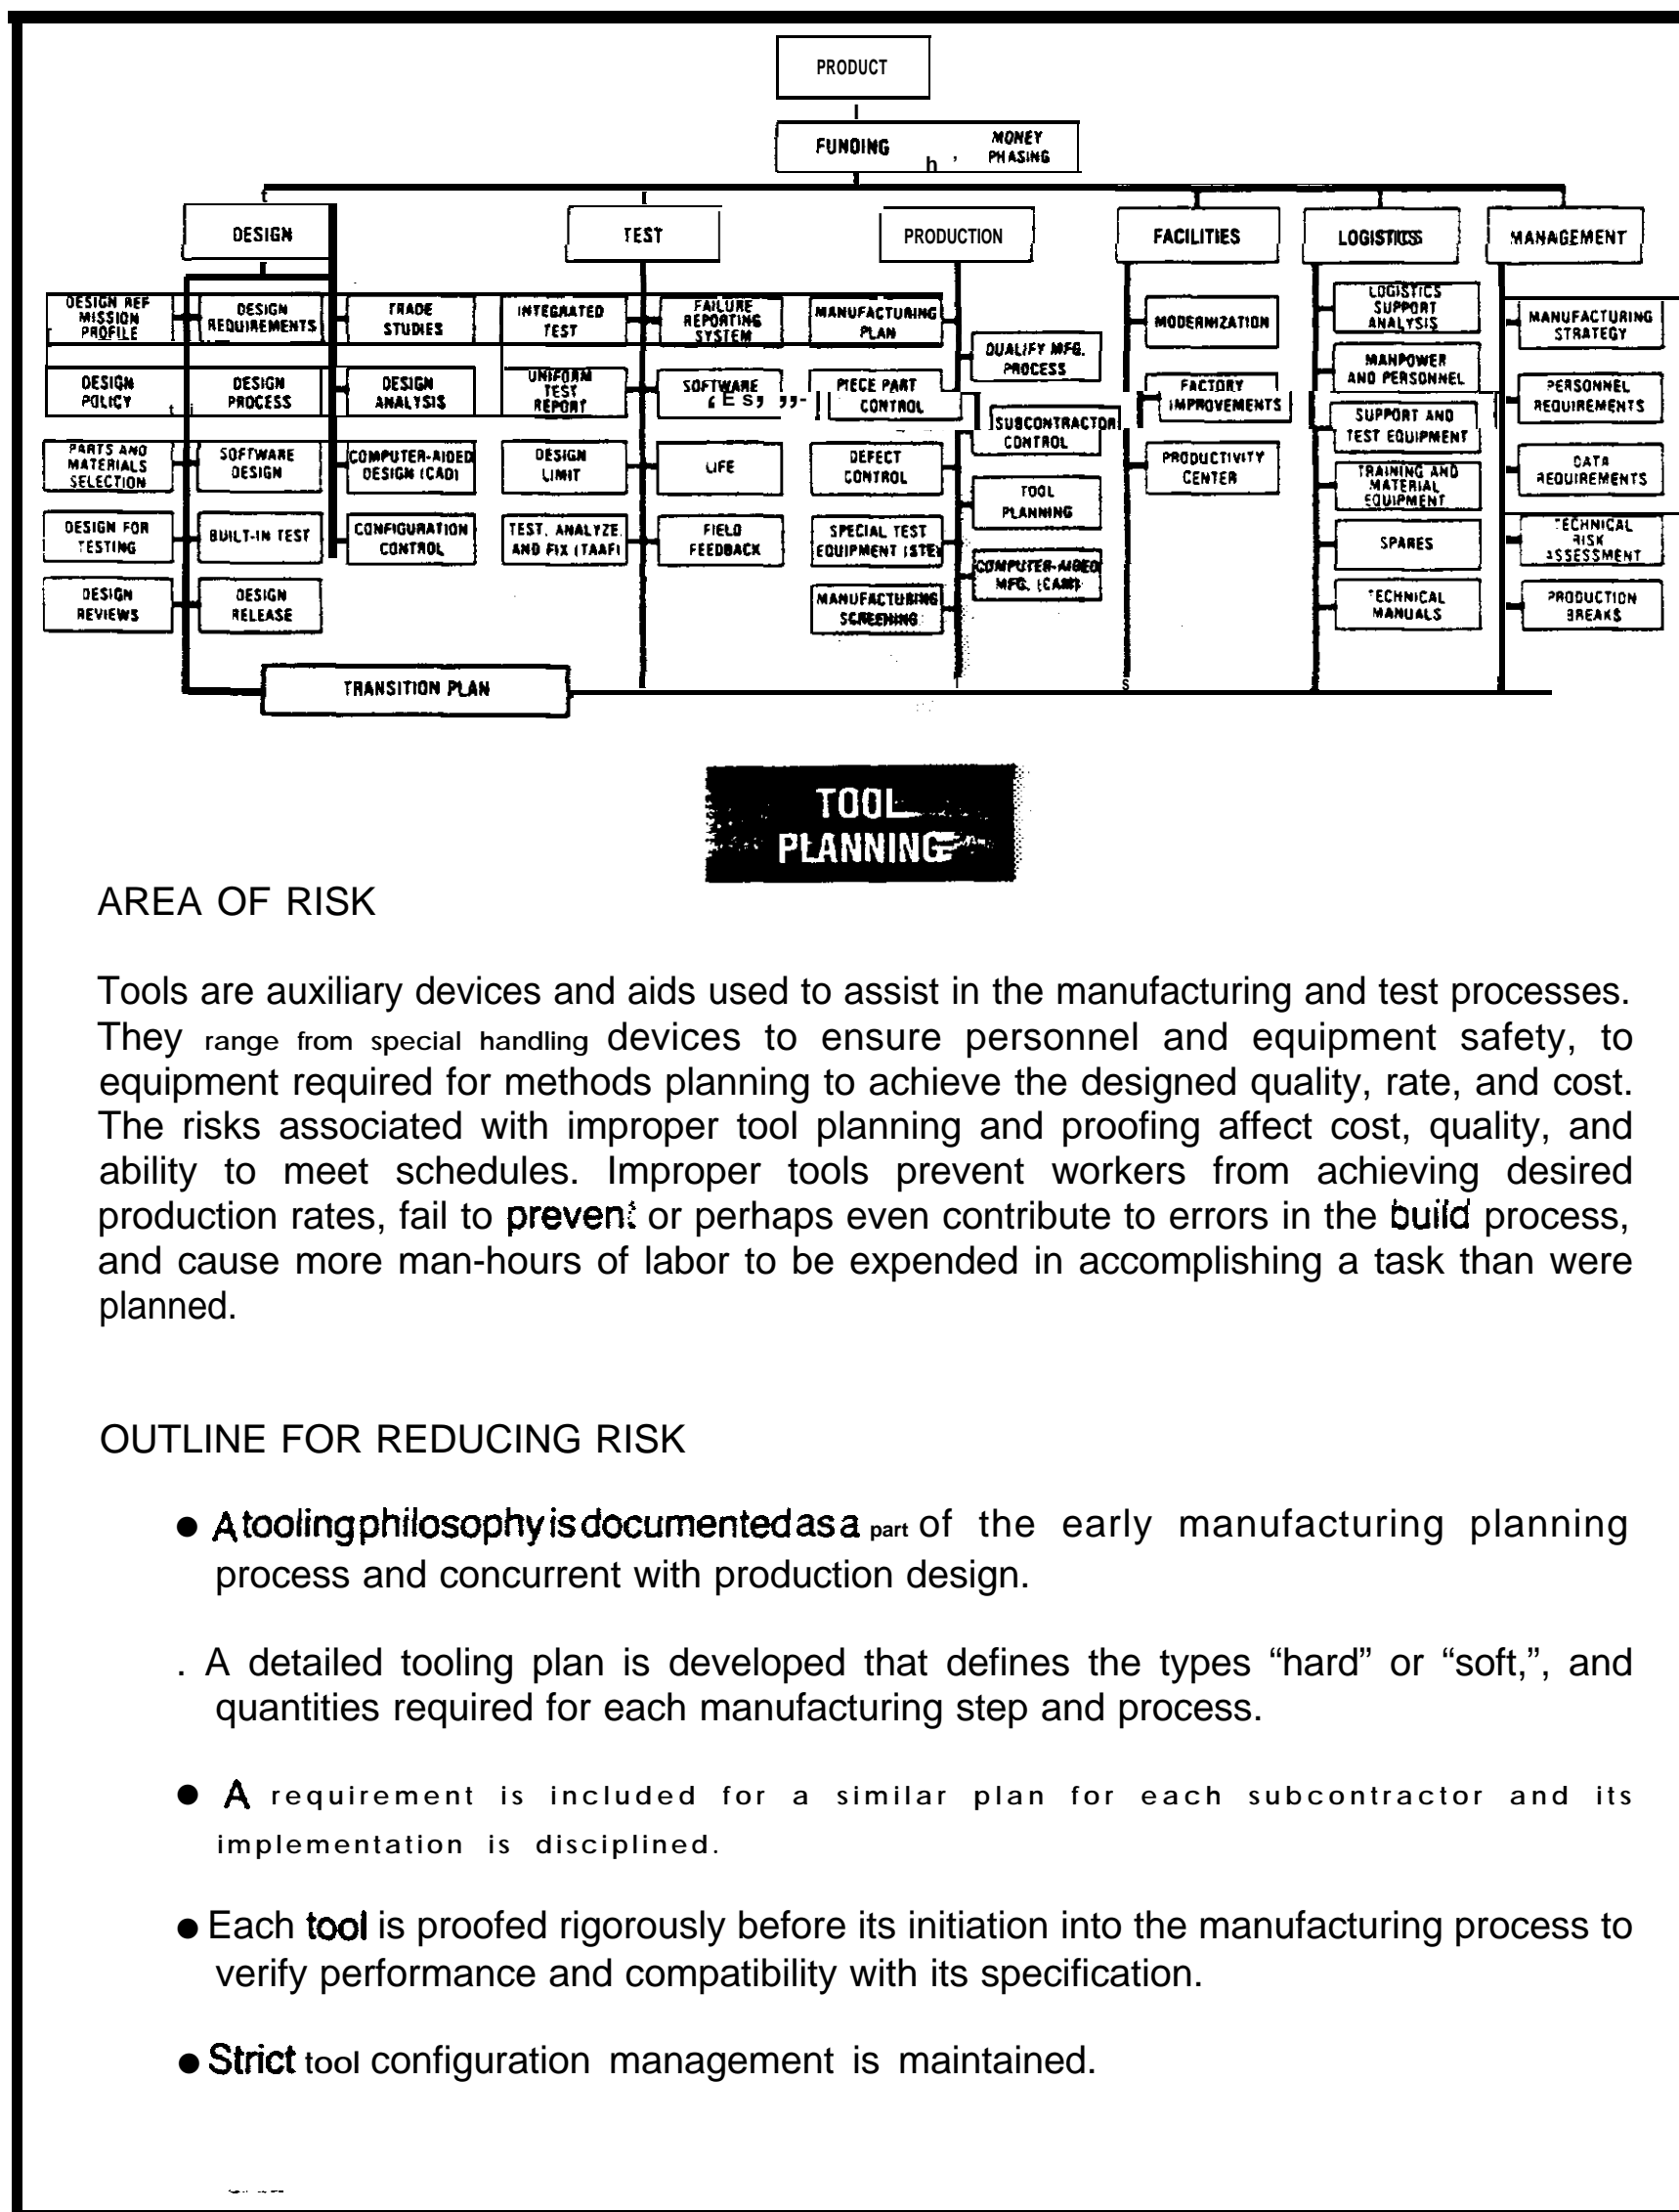 PRODUCT
FUNDING MONEY PHASING
DESIGN
TEST
PRODUCTION
FACILITIES
LOGISTICS
MANAGEMENT
DESIGN REF
MISSION
PROFILE
DESIGN
REQUIREMENTS
TRADE
STUDIES
INTEGRATED
TEST
FAILURE
REPORTING
SYSTEM
MANUFACTURING
PLAN
QUALIFY MFG.
PROCESS
MODERNIZATION
LOGISTICS
SUPPORT
ANALYSIS
MANUFACTURING
STRATEGY
DESIGN
POLICY
DESIGN
PROCESS
DESIGN
ANALYSIS
UNIFORM
TEST
REPORT
SOFTWARE
PIECE PART
CONTROL
SUBCONTRACTOR
CONTROL
FACTORY
IMPROVEMENTS
MANPOWER
AND PERSONNEL
PERSONNEL
REQUIREMENTS
PARTS AND
MATERIALS
SELECTION
SOFTWARE
DESIGN
COMPUTER-AIDED
DESIGN (CAD)
DESIGN
LIMIT
LIFE
DEFECT
CONTROL
TOOL
PLANNING
PRODUCTIVITY
CENTER
SUPPORT AND
TEST EQUIPMENT
DATA
REQUIREMENTS
DESIGN FOR
TESTING
BUILT-IN TEST
CONFIGURATION
CONTROL
TEST, ANALYZE
AND FIX (TAAF)
FIELD
FEEDBACK
SPECIAL TEST
EQUIPMENT (STE)
COMPUTER-AIDED
MFG. (CAM)
TRAINING AND
MATERIAL
EQUIPMENT
SPARES
TECHNICAL
RISK
ASSESSMENT
DESIGN
REVIEWS
DESIGN
RELEASE
MANUFACTURING
SCREENING
TECHNICAL
MANUALS
PRODUCTION
BREAKS
TRANSITION PLAN
TOOL
PLANNING
AREA OF RISK
Tools are auxiliary devices and aids used to assist in the manufacturing and test processes.
They range from special handling devices to ensure personnel and equipment safety, to
equipment required for methods planning to achieve the designed quality, rate, and cost.
The risks associated with improper tool planning and proofing affect cost, quality, and
ability to meet schedules. Improper tools prevent workers from achieving desired
production rates, fail to prevent or perhaps even contribute to errors in the build process,
and cause more man-hours of labor to be expended in accomplishing a task than were
planned.
OUTLINE FOR REDUCING RISK
● A tooling philosophy is documented as a part of the early manufacturing planning
process and concurrent with production design.
. A detailed tooling plan is developed that defines the types “hard” or “soft,”, and
quantities required for each manufacturing step and process.
● A requirement is included for a similar plan for each subcontractor and its
implementation is disciplined.
● Each tool is proofed rigorously before its initiation into the manufacturing process to
verify performance and compatibility with its specification.
● Strict tool configuration management is maintained.